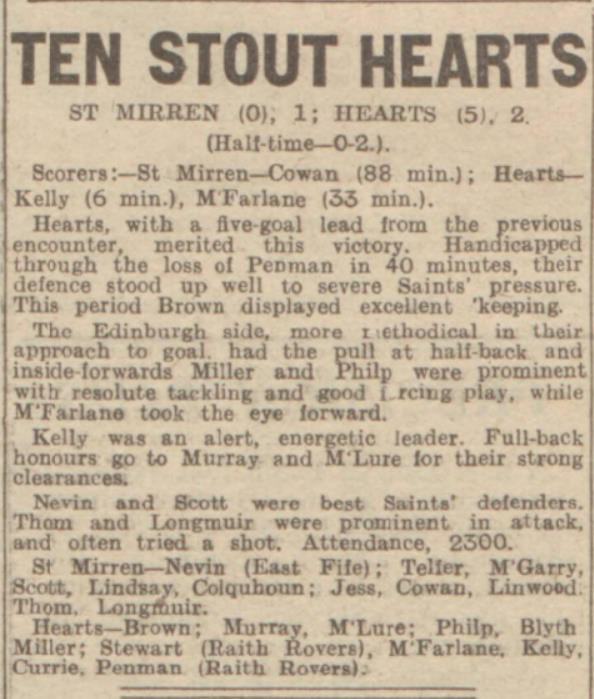 TEN STOUT HEARTS
ST MIRREN (0), 1; HEARTS (5), 2.
(Half-time—0-2.).
Scorers:—St Mirren—Cowan (88 min.); Hearts—
Kelly (6 min.), M'Farlane (33 min.).
Hearts, with a five-goal lead from the previous
encounter, merited this victory. Handicapped
through the loss of Penman in 40 minutes, their
defence stood up well to severe Saints' pressure.
This period Brown displayed excellent 'keeping.
The Edinburgh side, more methodical in their
approach to goal, had the pull at half-back and
inside-forwards Miller and Philp were prominent
with resolute tackling and good play, while
M'Farlane took the eye forward.
Kelly was an alert, energetic leader. Full-back
honours go to Murray and M'Lure for their strong
clearances.
Nevin and Scott were best Saints' defenders.
Thom and Longmuir were prominent in attack,
and often tried a shot. Attendance, 2300.
St Mirren—Nevin (East Fife); Telfer, M'Garry,
Scott, Lindsay, Colquhoun; Jess, Cowan, Linwood.
Thom, Longmuir.
Hearts—Brown; Murray, M'Lure; Philp, Blyth
Miller; Stewart (Raith Rovers), M'Farlane, Kelly,
Currie, Penman (Raith Rovers).